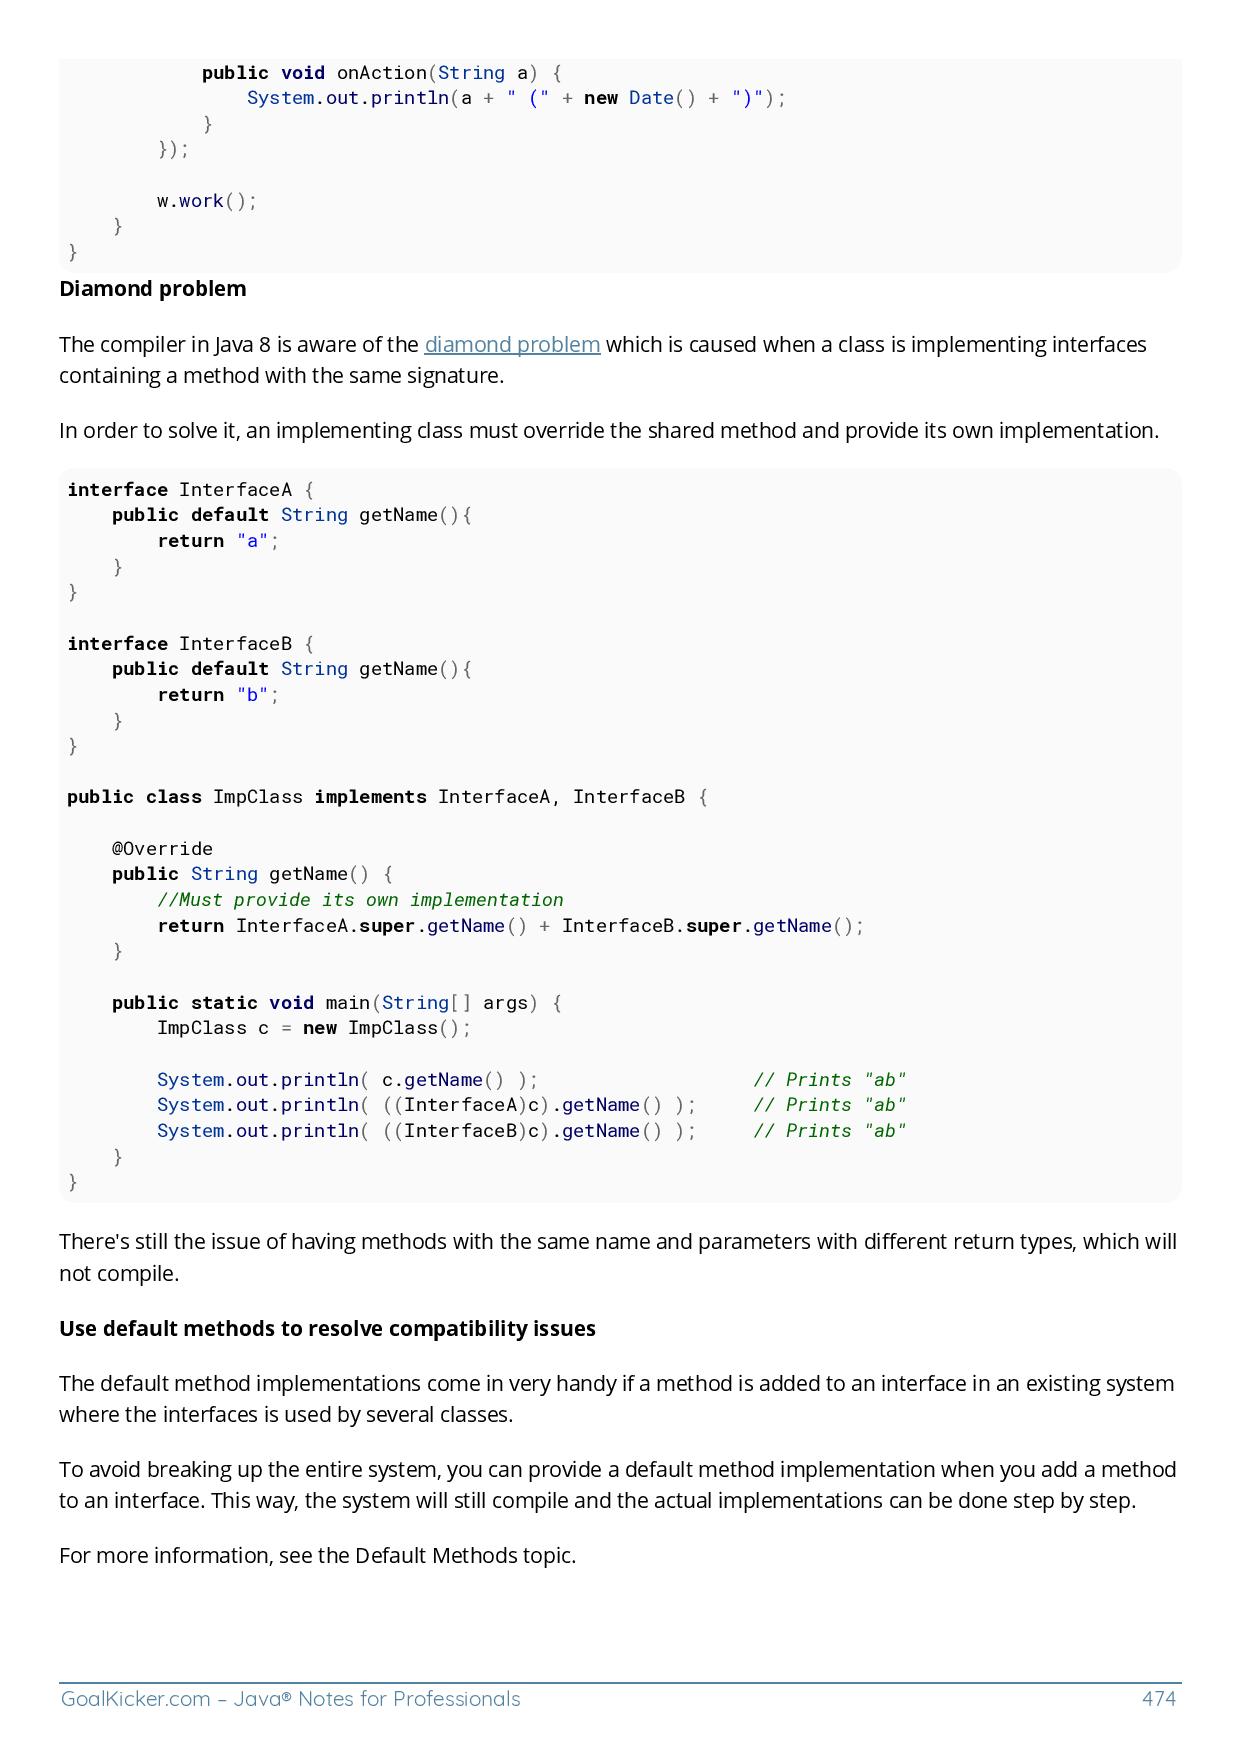 public void onAction(String a) {
                System.out.println(a + " (" + new Date() + ")");
            }
        });

        w.work();
    }
}
Diamond problem
The compiler in Java 8 is aware of the diamond problem which is caused when a class is implementing interfaces
containing a method with the same signature.
In order to solve it, an implementing class must override the shared method and provide its own implementation.
interface InterfaceA {
    public default String getName(){
        return "a";
    }
}

interface InterfaceB {
    public default String getName(){
        return "b";
    }
}

public class ImpClass implements InterfaceA, InterfaceB {

    @Override
    public String getName() {
        //Must provide its own implementation
        return InterfaceA.super.getName() + InterfaceB.super.getName();
    }

    public static void main(String[] args) {
        ImpClass c = new ImpClass();

        System.out.println( c.getName() );                   // Prints "ab"
        System.out.println( ((InterfaceA)c).getName() );     // Prints "ab"
        System.out.println( ((InterfaceB)c).getName() );     // Prints "ab"
    }
}
There's still the issue of having methods with the same name and parameters with different return types, which will
not compile.
Use default methods to resolve compatibility issues
The default method implementations come in very handy if a method is added to an interface in an existing system
where the interfaces is used by several classes.
To avoid breaking up the entire system, you can provide a default method implementation when you add a method
to an interface. This way, the system will still compile and the actual implementations can be done step by step.
For more information, see the Default Methods topic.
GoalKicker.com – Java® Notes for Professionals 474